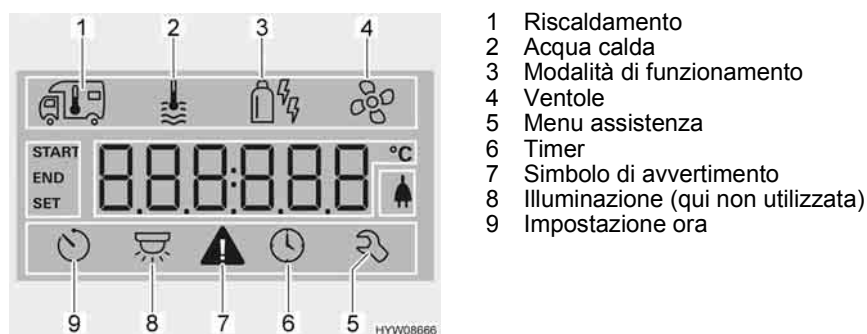 1 2 3 4
START
END
SET
88:8888 °C
9 8 7 6 5
HYW08666
1 Riscaldamento
2 Acqua calda
3 Modalità di funzionamento
4 Ventole
5 Menu assistenza
6 Timer
7 Simbolo di avvertimento
8 Illuminazione (qui non utilizzata)
9 Impostazione ora